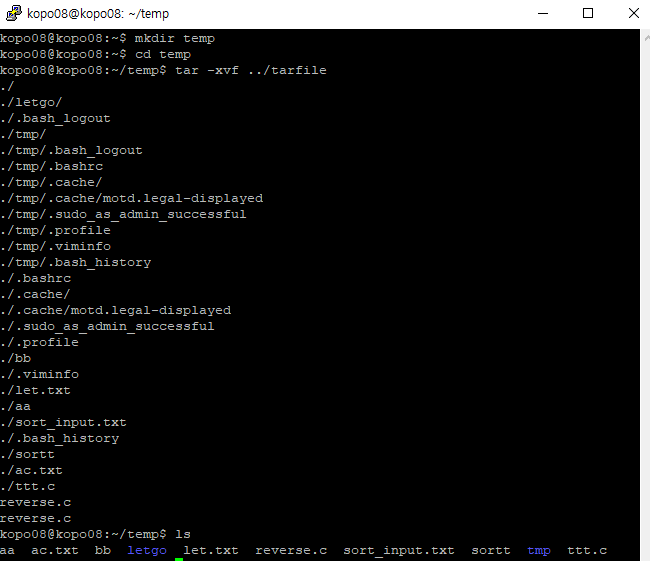 kopo08@kopo08: ~/temp
kopo08@kopo08:~$ mkdir temp
kopo08@kopo08:~$ cd temp
kopo08@kopo08:~/temp$ tar -xvf ../tarfile
./
./letgo/
./.bash_logout
./tmp/
./tmp/.bash_logout
./tmp/.bashrc
./tmp/.cache/
./tmp/.cache/motd.legal-displayed
./tmp/.sudo_as_admin_successful
./tmp/.profile
./tmp/.viminfo
./tmp/.bash_history
./.bashrc
./.cache/
./.cache/motd.legal-displayed
./.sudo_as_admin_successful
./.profile
./bb
./.viminfo
./let.txt
./aa
./sort_input.txt
./.bash_history
./sortt
./ac.txt
./ttt.c
reverse.c
reverse.c
kopo08@kopo08:~/temp$ ls
aa  ac.txt  bb  letgo  let.txt  reverse.c  sort_input.txt  sortt  tmp  ttt.c